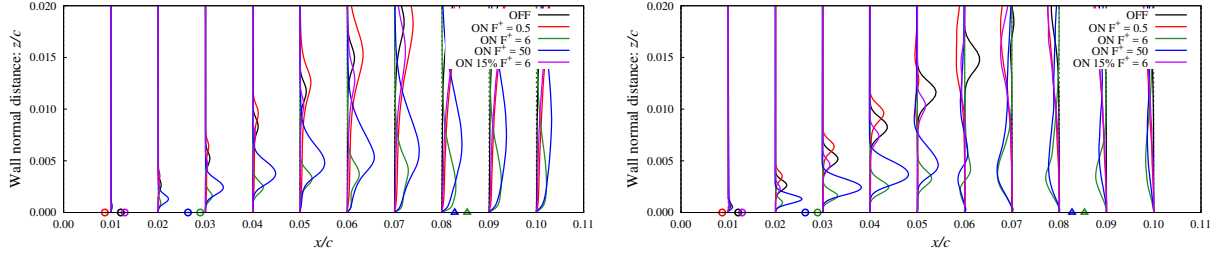 Wall normal distance: z/c
0.020
0.015
0.010
0.005
0.000
OFF
ON F+ = 0.5
ON F+ = 6
ON F+ = 50
ON 15% F+ = 6
0.00 0.01 0.02 0.03 0.04 0.05 0.06 0.07 0.08 0.09 0.10 0.11
x/c
Wall normal distance: z/c
0.020
0.015
0.010
0.005
0.000
OFF
ON F+ = 0.5
ON F+ = 6
ON F+ = 50
ON 15% F+ = 6
0.00 0.01 0.02 0.03 0.04 0.05 0.06 0.07 0.08 0.09 0.10 0.11
x/c